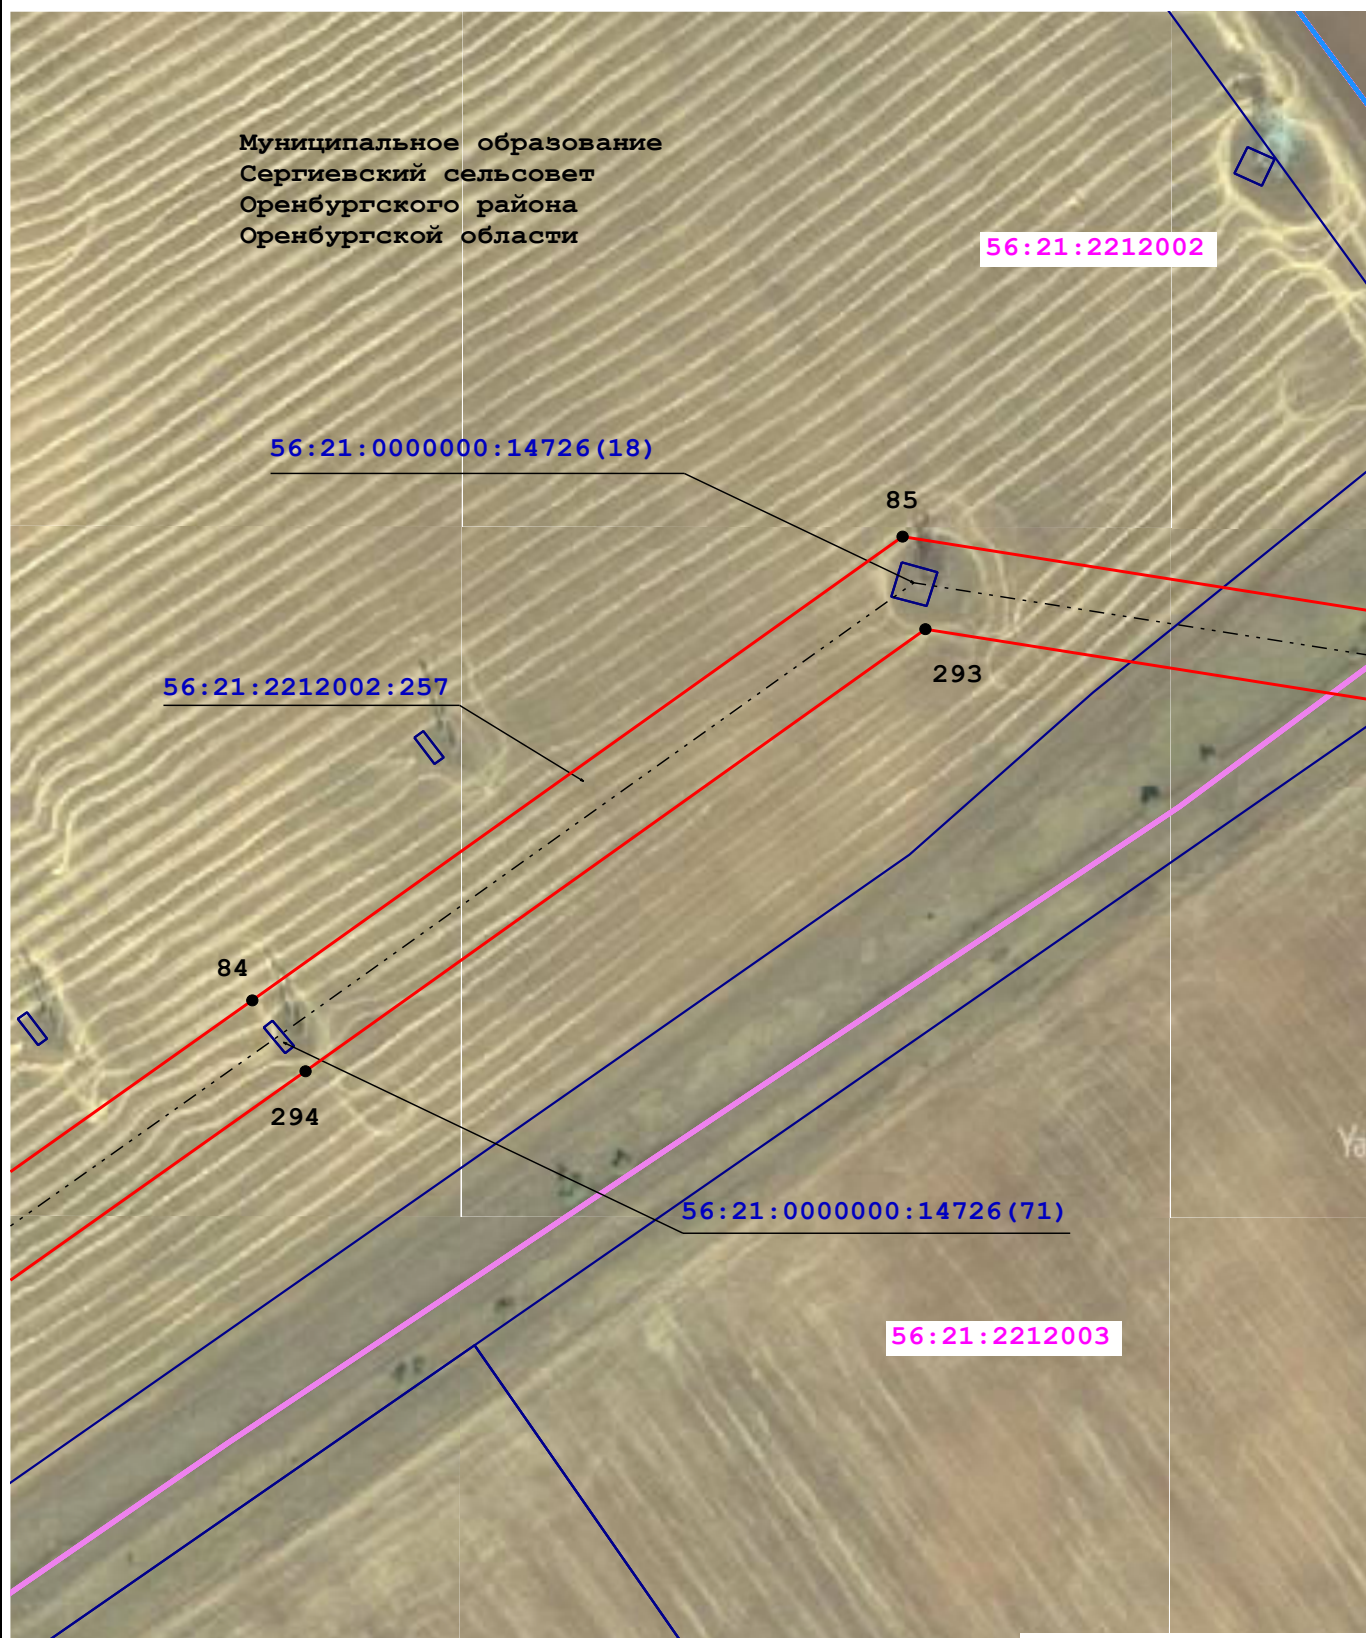 Муниципальное образование
Сергиевский сельсовет
Оренбургского района
Оренбургской области
56:21:2212002
56:21:0000000:14726(18)
85
293
56:21:2212002:257
84
294
56:21:0000000:14726(71)
56:21:2212003